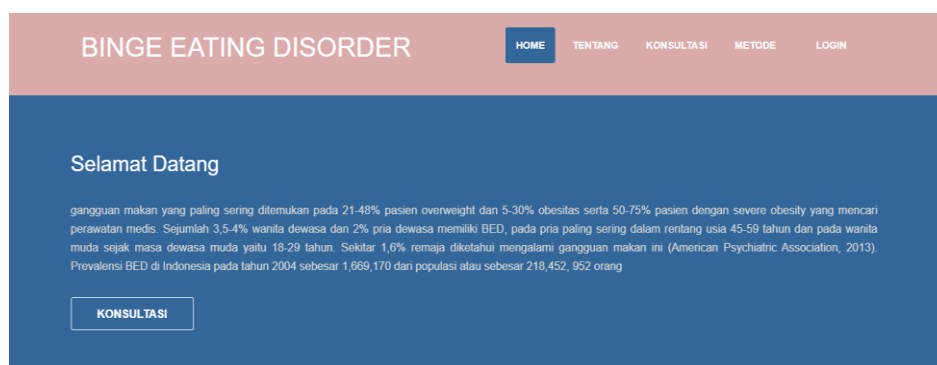 BINGE EATING DISORDER
HOME TENTANG KONSULTASI METODE LOGIN
Selamat Datang
gangguan makan yang paling sering ditemukan pada 21-48% pasien overweight dan 5-30% obesitas serta 50-75% pasien dengan severe obesity yang mencari
perawatan medis. Sejumlah 3,5-4% wanita dewasa dan 2% pria dewasa memiliki BED, pada pria paling sering dalam rentang usia 45-59 tahun dan pada wanita
muda sejak masa dewasa muda yaitu 18-29 tahun. Sekitar 1,6% remaja diketahui mengalami gangguan makan ini (American Psychiatric Association, 2013).
Prevalensi BED di Indonesia pada tahun 2004 sebesar 1,669,170 dari populasi atau sebesar 218,452, 952 orang
KONSULTASI